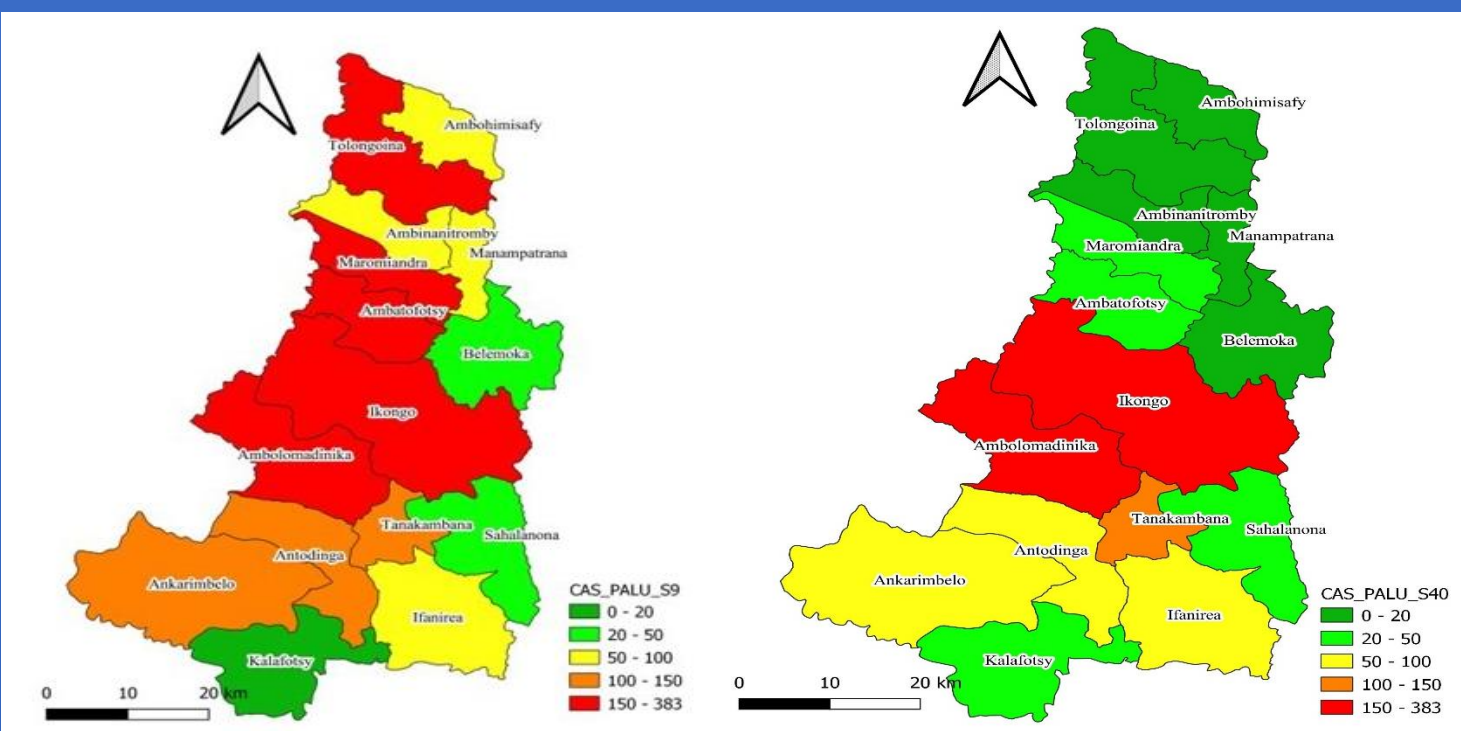 Ambohimisafy
Tolongoina
Ambinanitromby
Manampatrana
Maromiandra
Ambatofotsy
Belemoka
Ikongo
Ambolomadinika
Tanakambana
Sahalanona
Antodinga
Ankarimbelo
Ifanirea
Kalafotsy
CAS_PALU_S9
0 - 20
20 - 50
50 - 100
100 - 150
150 - 383
0 10 20 km
Ambohimisafy
Tolongoina
Ambinanitromby
Manampatrana
Maromiandra
Ambatofotsy
Belemoka
Ikongo
Ambolomadinika
Tanakambana
Sahalanona
Antodinga
Ankarimbelo
Ifanirea
Kalafotsy
CAS_PALU_S40
0 - 20
20 - 50
50 - 100
100 - 150
150 - 383
0 10 20 km